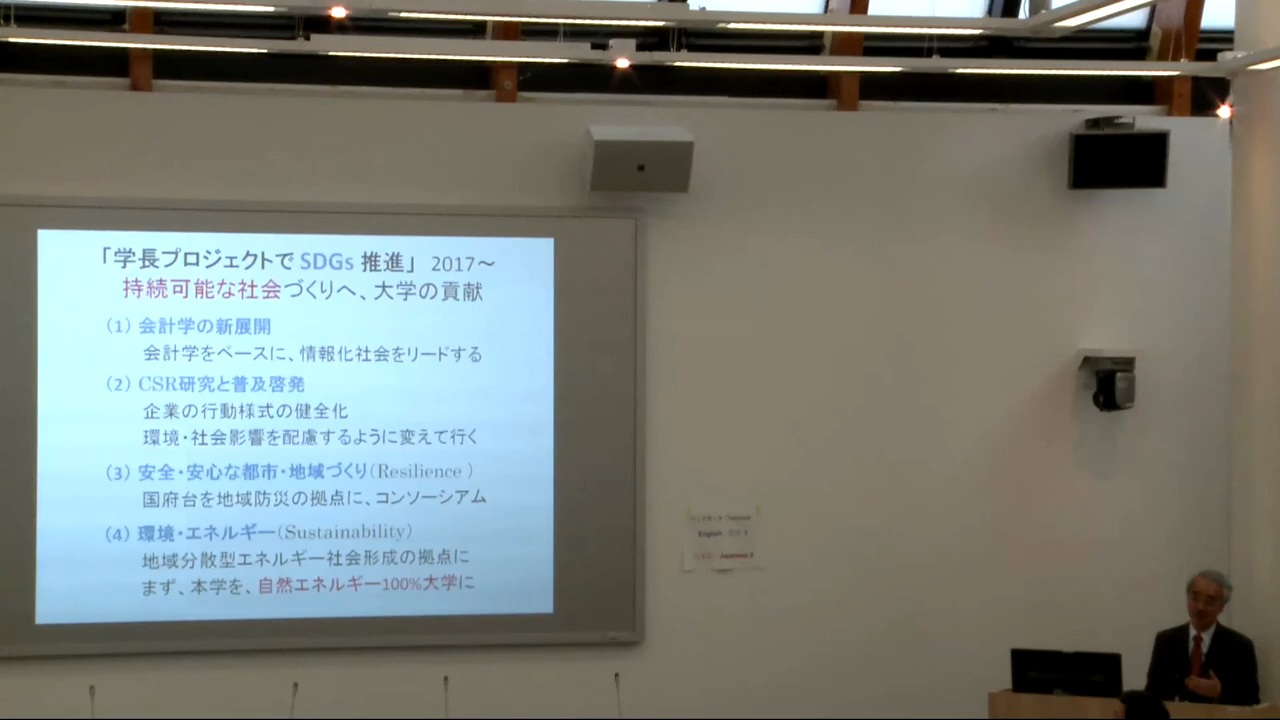 「学長プロジェクトで SDGs 推進」 2017～
持続可能な社会づくりへ、大学の貢献
(1) 会計学の新展開
会計学をベースに、情報化社会をリードする
(2) CSR研究と普及啓発
企業の行動様式の健全化
環境・社会影響を配慮するように変えて行く
(3) 安全・安心な都市・地域づくり(Resilience )
国府台を地域防災の拠点に、コンソーシアム
(4) 環境・エネルギー(Sustainability)
地域分散型エネルギー社会形成の拠点に
まず、本学を、自然エネルギー100%大学に
English
Japanese 2